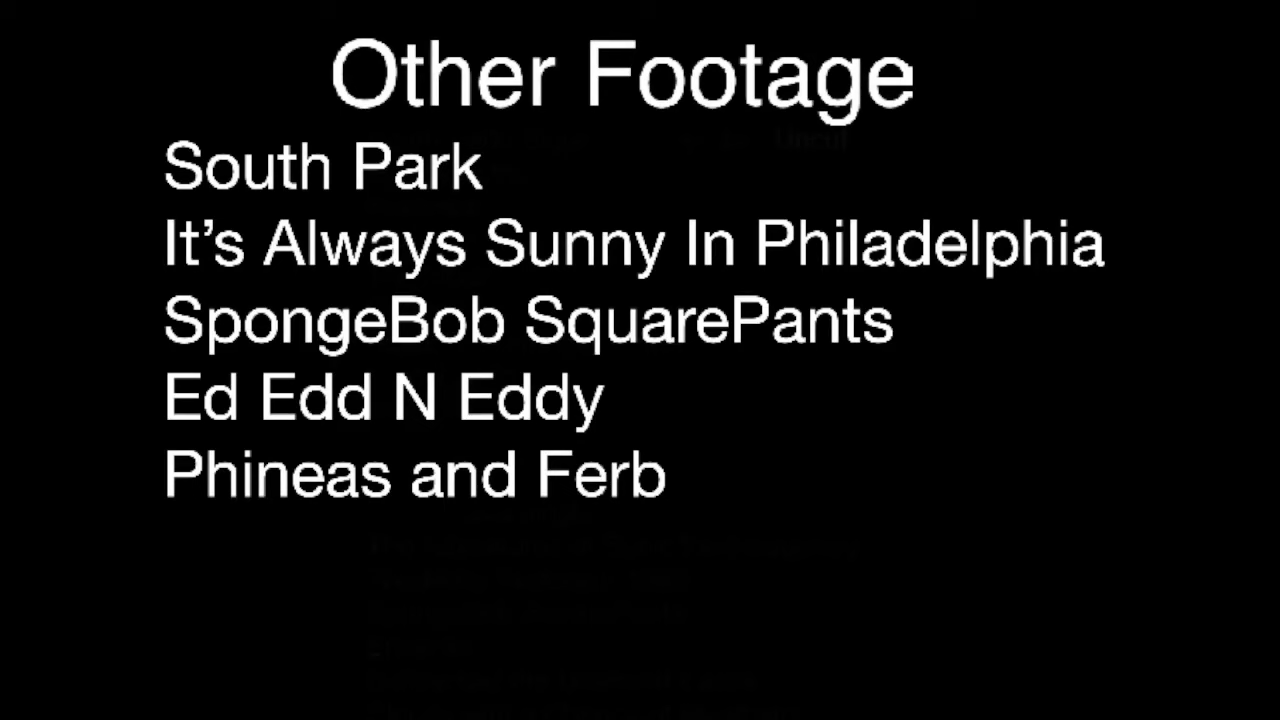 Other Footage
South Park
It’s Always Sunny In Philadelphia
SpongeBob SquarePants
Ed Edd N Eddy
Phineas and Ferb